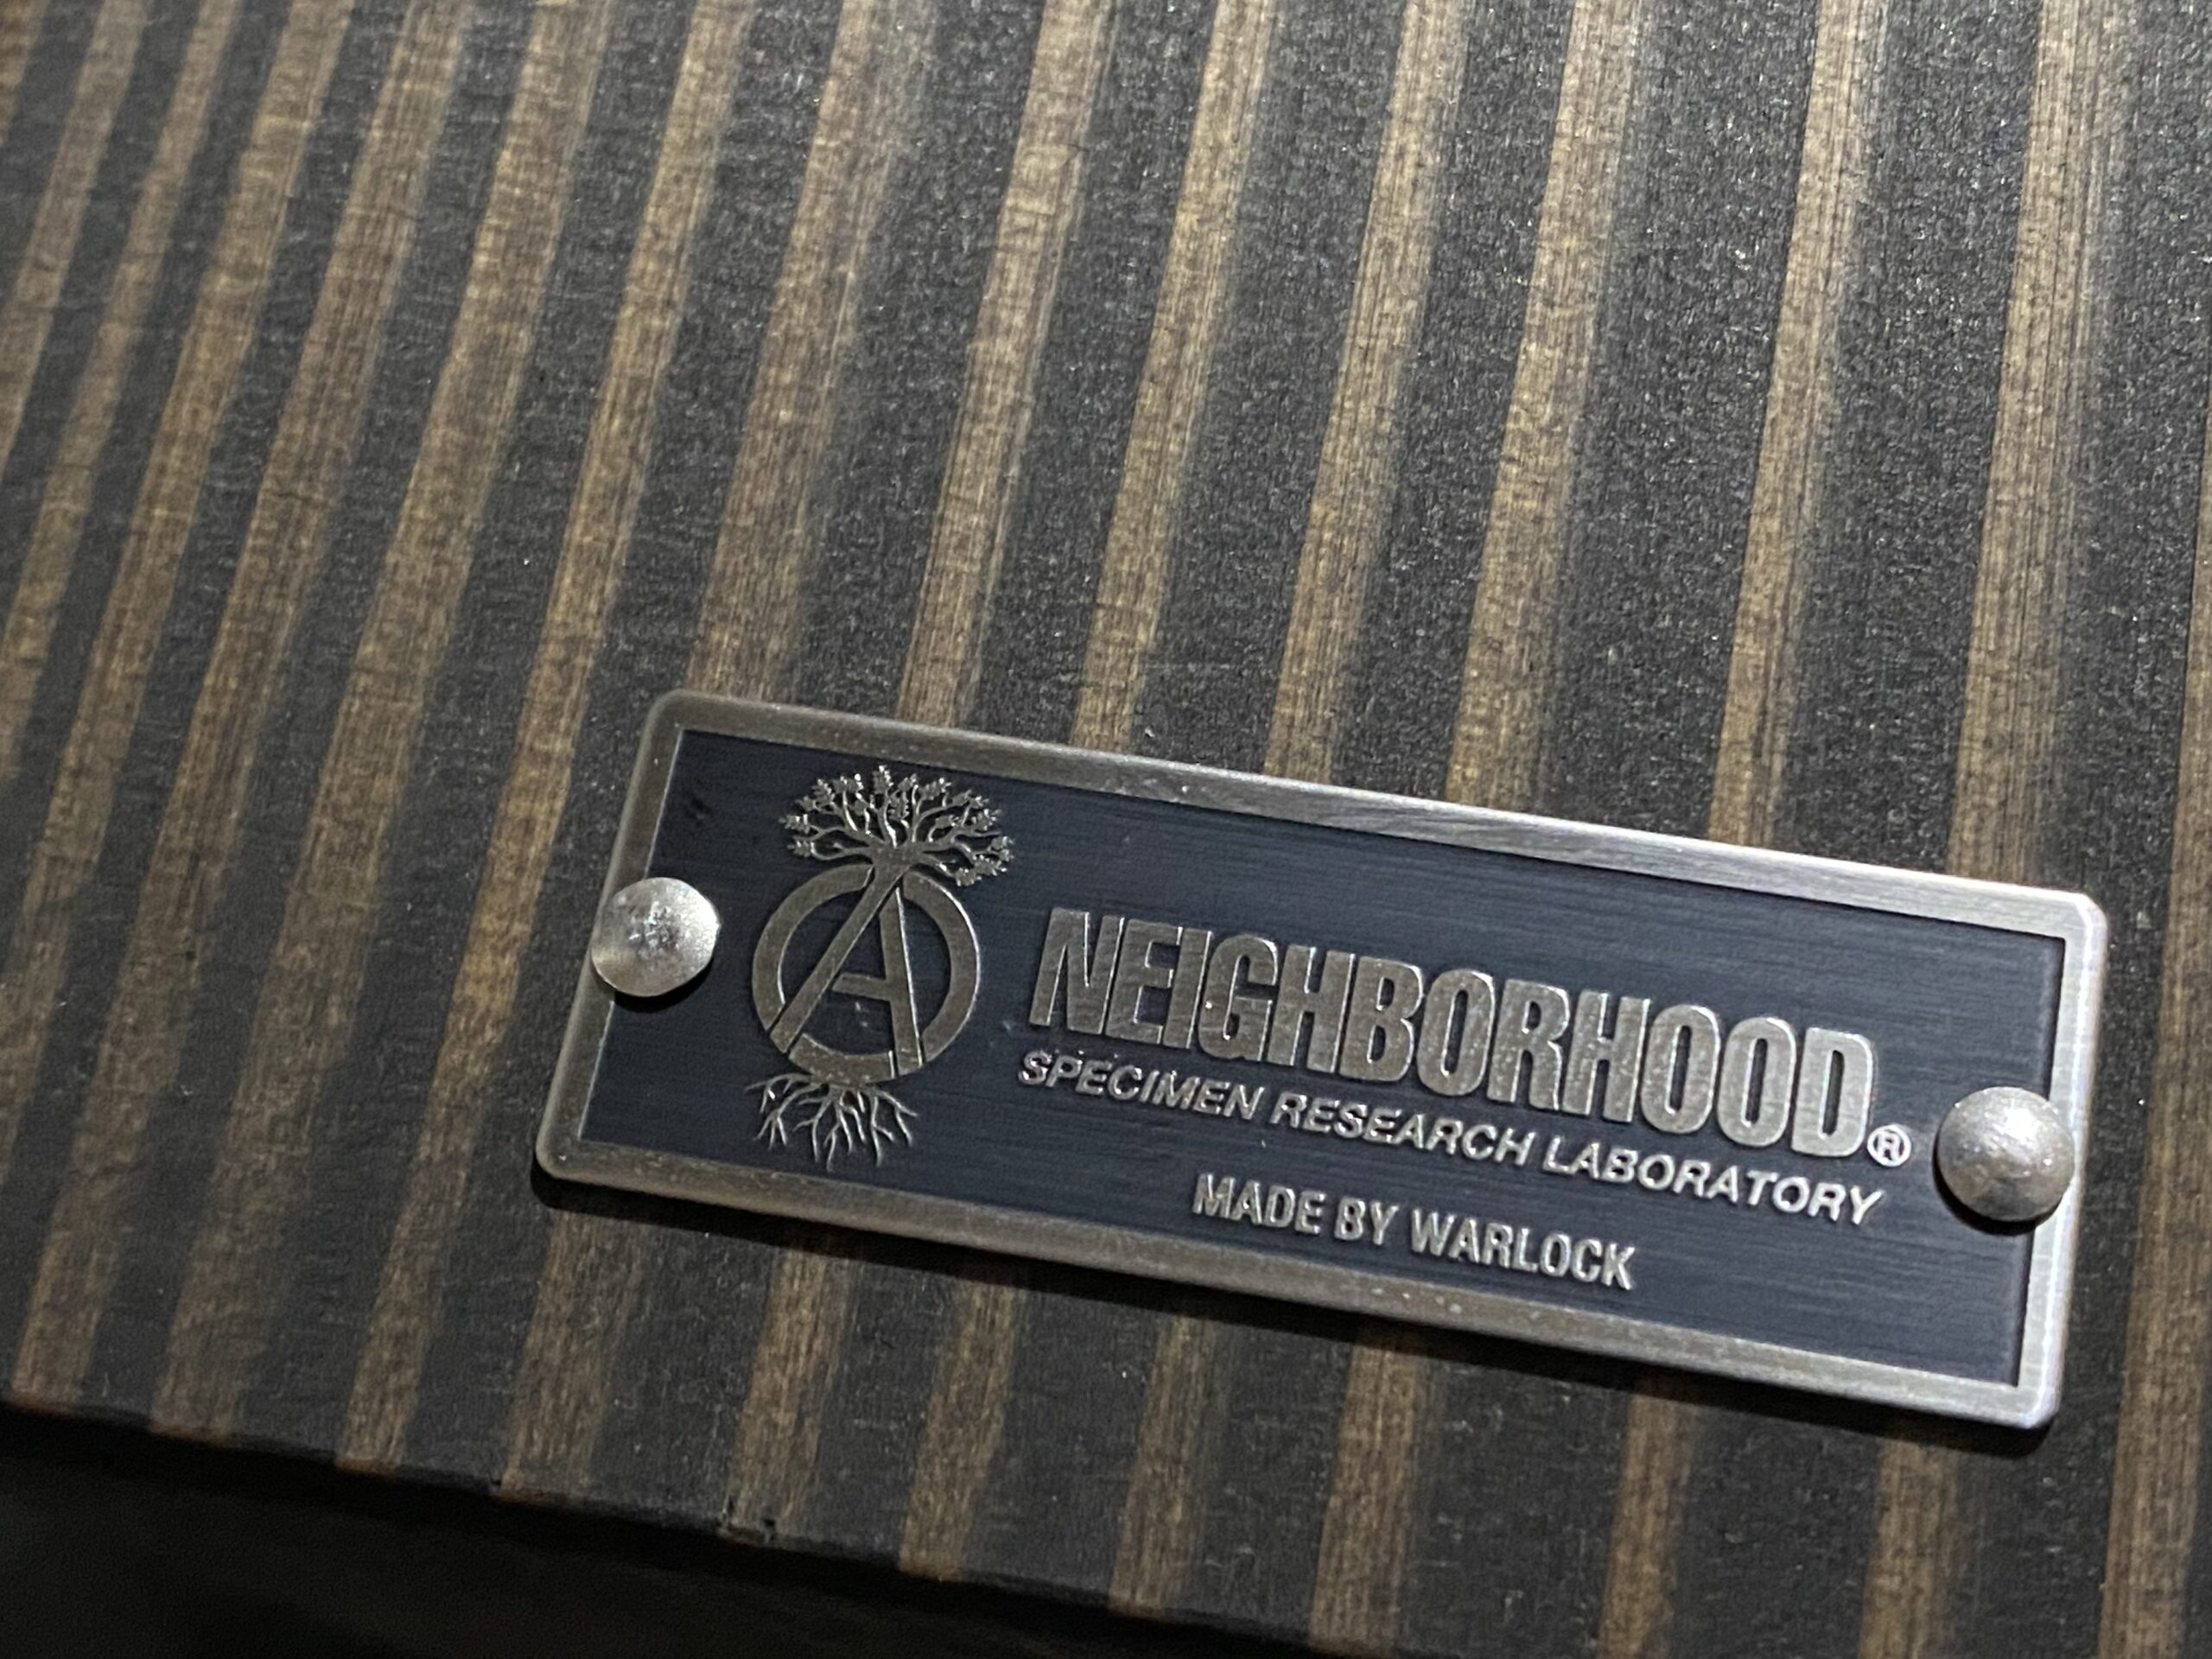 A
NEIGHBORHOOD®
SPECIMEN RESEARCH LABORATORY
MADE BY WARLOCK